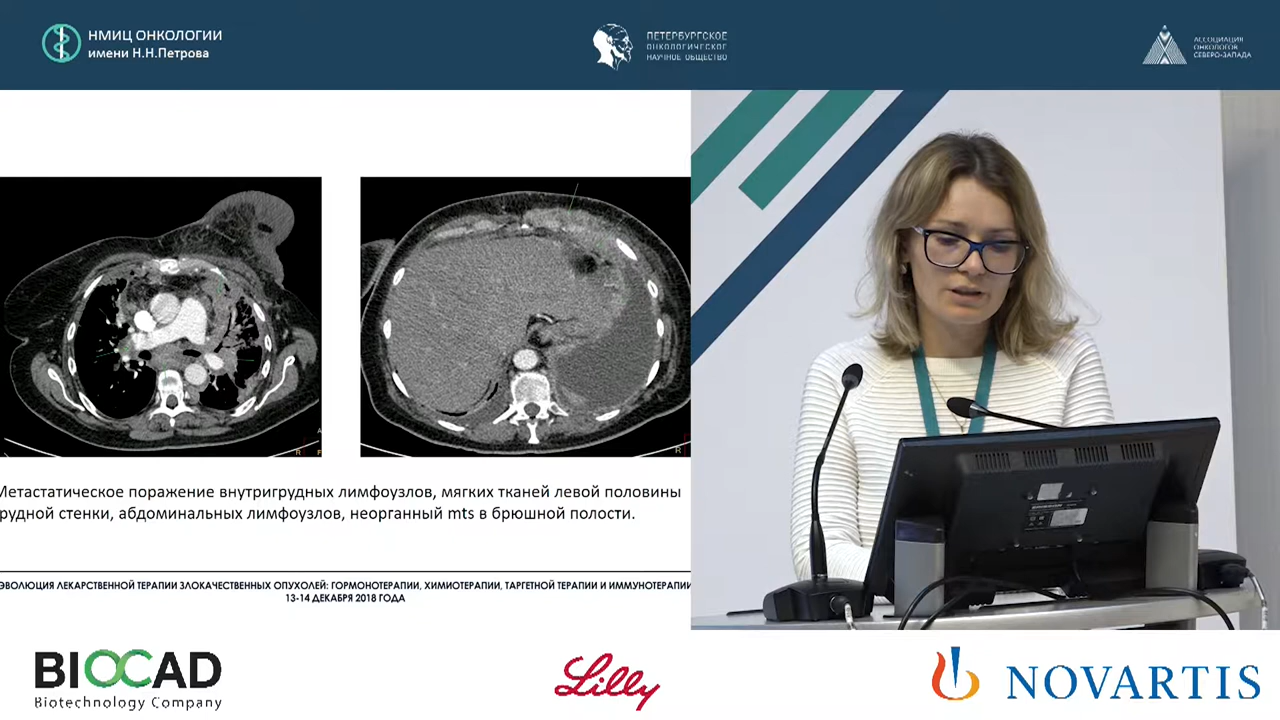 НМИЦ ОНКОЛОГИИ
имени Н.Н.Петрова
ПЕТЕРБУРГСКОЕ
ОНКОЛОГИЧЕСКОЕ
НАУЧНОЕ ОБЩЕСТВО
АССОЦИАЦИЯ
ОНКОЛОГОВ
СЕВЕРО-ЗАПАДА
Метастатическое поражение внутригрудных лимфоузлов, мягких тканей левой половины
рудной стенки, абдоминальных лимфоузлов, неорганный mts в брюшной полости.
ЭВОЛЮЦИЯ ЛЕКАРСТВЕННОЙ ТЕРАПИИ ЗЛОКАЧЕСТВЕННЫХ ОПУХОЛЕЙ: ГОРМОНОТЕРАПИИ, ХИМИОТЕРАПИИ, ТАРГЕТНОЙ ТЕРАПИИ И ИММУНОТЕРАПИИ
13-14 ДЕКАБРЯ 2018 ГОДА
BIOCAD
Biotechnology Company
Lilly
NOVARTIS